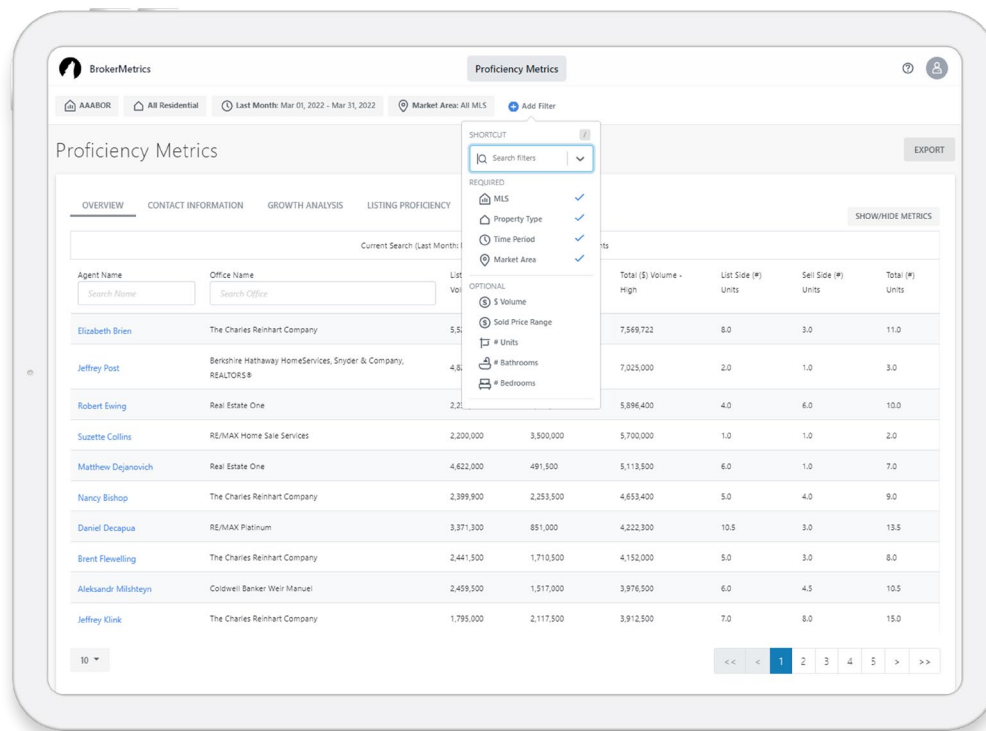 BrokerMetrics
Proficiency Metrics
AAABOR
All Residential
Last Month: Mar 01, 2022 - Mar 31, 2022
Market Area: All MLS
Add Filter
SHORTCUT
/
Proficiency Metrics
EXPORT
Search filters
REQUIRED
MLS
Property Type
Time Period
Market Area
OPTIONAL
$ Volume
Sold Price Range
# Units
# Bathrooms
# Bedrooms
OVERVIEW CONTACT INFORMATION GROWTH ANALYSIS LISTING PROFICIENCY
SHOW/HIDE METRICS
Current Search (Last Month:
Agent Name Office Name List Total ($) Volume - List Side (#) Sell Side (#) Total (#)
High Units Units Units
Search Name Search Office
Elizabeth Brien The Charles Reinhart Company 7,569,722 8.0 3.0 11.0
Jeffrey Post Berkshire Hathaway HomeServices, Snyder & Company, 7,025,000 2.0 1.0 3.0
REALTORS®
Robert Ewing Real Estate One 5,896,400 4.0 6.0 10.0
Suzette Collins RE/MAX Home Sale Services 2,200,000 3,500,000 5,700,000 1.0 1.0 2.0
Matthew Dejanovich Real Estate One 4,622,000 491,500 5,113,500 6.0 1.0 7.0
Nancy Bishop The Charles Reinhart Company 2,399,900 2,253,500 4,653,400 5.0 4.0 9.0
Daniel Decapua RE/MAX Platinum 3,371,300 851,000 4,222,300 10.5 3.0 13.5
Brent Flewelling The Charles Reinhart Company 2,441,500 1,710,500 4,152,000 5.0 3.0 8.0
Aleksandr Milshteyn Coldwell Banker Weir Manuel 2,459,500 1,517,000 3,976,500 6.0 4.5 10.5
Jeffrey Klink The Charles Reinhart Company 1,795,000 2,117,500 3,912,500 7.0 8.0 15.0
10
<< < 1 2 3 4 5 > >>